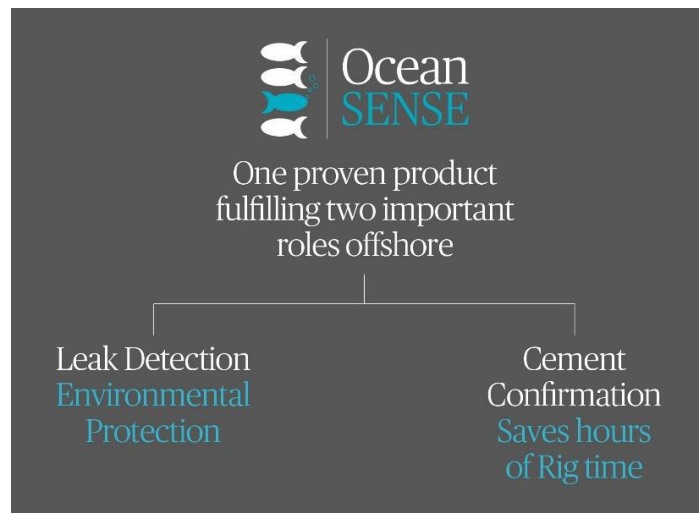 Ocean
SENSE
One proven product
fulfilling two important
roles offshore
Leak Detection
Environmental
Protection
Cement
Confirmation
Saves hours
of Rig time